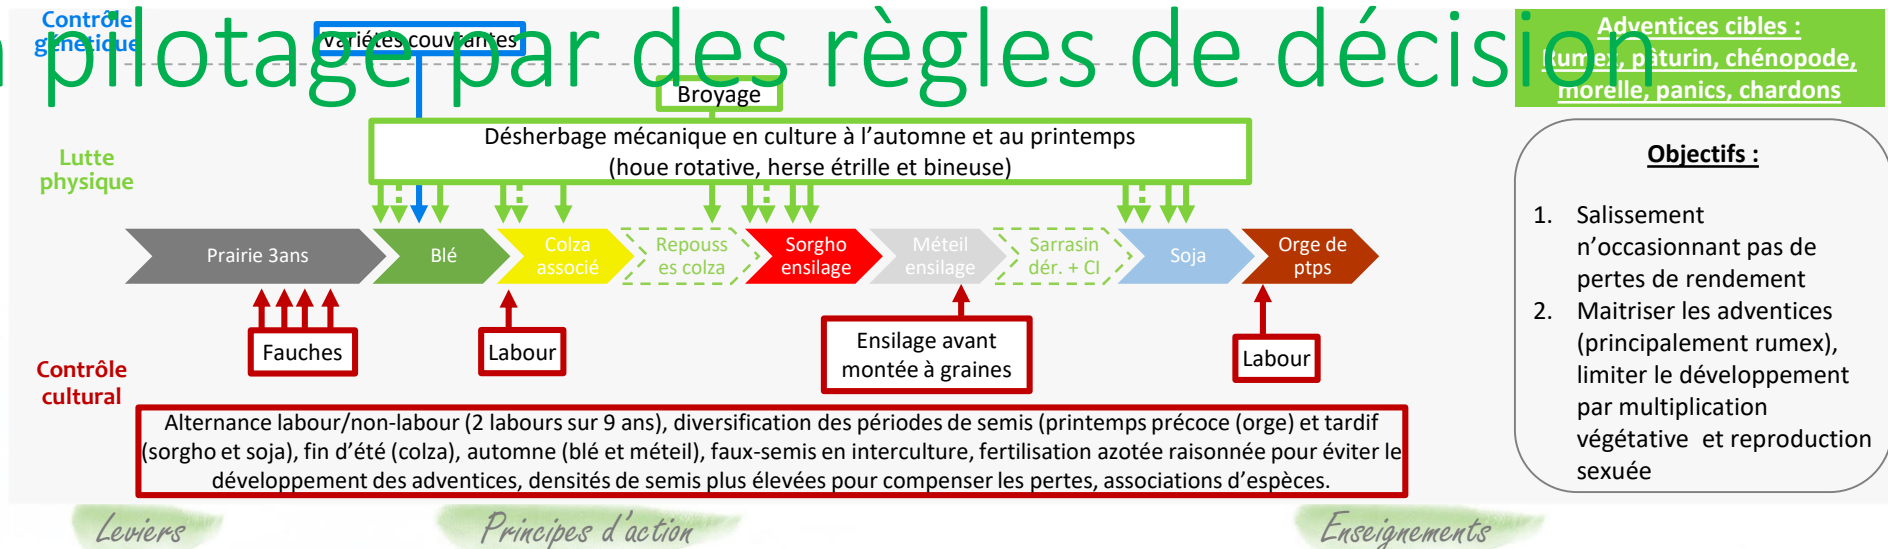 pilotage par des règles de décision
Contrôle
génétique
Variétés couvrantes
Adventices cibles :
Rumex, pâturin, chénopode,
morelle, panics, chardons
Broyage
Désherbage mécanique en culture à l'automne et au printemps
(houe rotative, herse étrille et bineuse)
Lutte
physique
Prairie 3ans
Blé
Colza
associé
Repouss
es colza
Sorgho
ensilage
Méteil
ensilage
Sarrasin
dér. + CI
Soja
Orge de
ptps
Fauches
Labour
Ensilage avant
montée à graines
Labour
Contrôle
cultural
Alternance labour/non-labour (2 labours sur 9 ans), diversification des périodes de semis (printemps précoce (orge) et tardif
(sorgho et soja), fin d'été (colza), automne (blé et méteil), faux-semis en interculture, fertilisation azotée raisonnée pour éviter le
développement des adventices, densités de semis plus élevées pour compenser les pertes, associations d'espèces.
Objectifs :
1. Salissement
n'occasionnant pas de
pertes de rendement
2. Maitriser les adventices
(principalement rumex),
limiter le développement
par multiplication
végétative et reproduction
sexuée
Leviers
Principes d'action
Enseignements